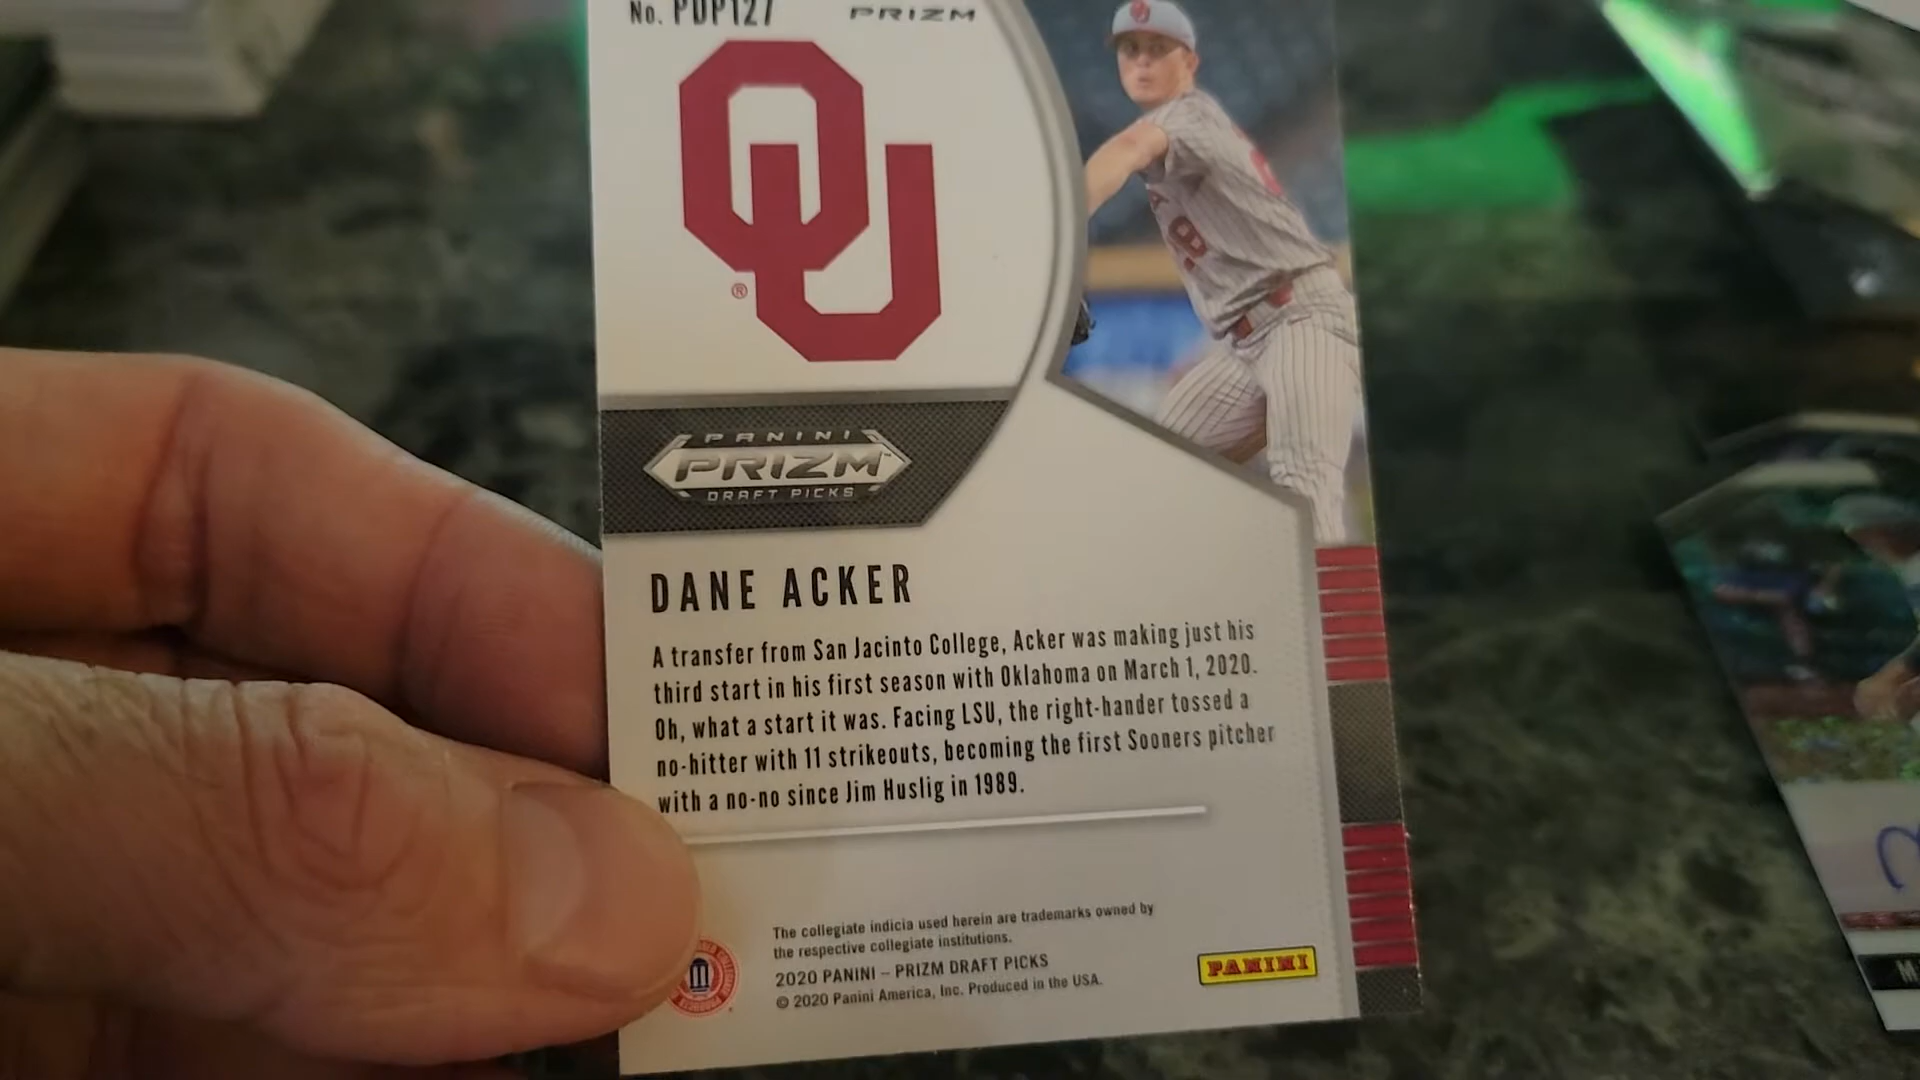 No. PDP127 PRIZM
OU
®
PANINI
PRIZM
DRAFT PICKS
DANE ACKER
A transfer from San Jacinto College, Acker was making just his
third start in his first season with Oklahoma on March 1, 2020.
Oh, what a start it was. Facing LSU, the right-hander tossed a
no-hitter with 11 strikeouts, becoming the first Sooners pitcher
with a no-no since Jim Huslig in 1989.
The collegiate indicia used herein are trademarks owned by
the respective collegiate institutions.
2020 PANINI – PRIZM DRAFT PICKS
© 2020 Panini America, Inc. Produced in the USA.
PANINI